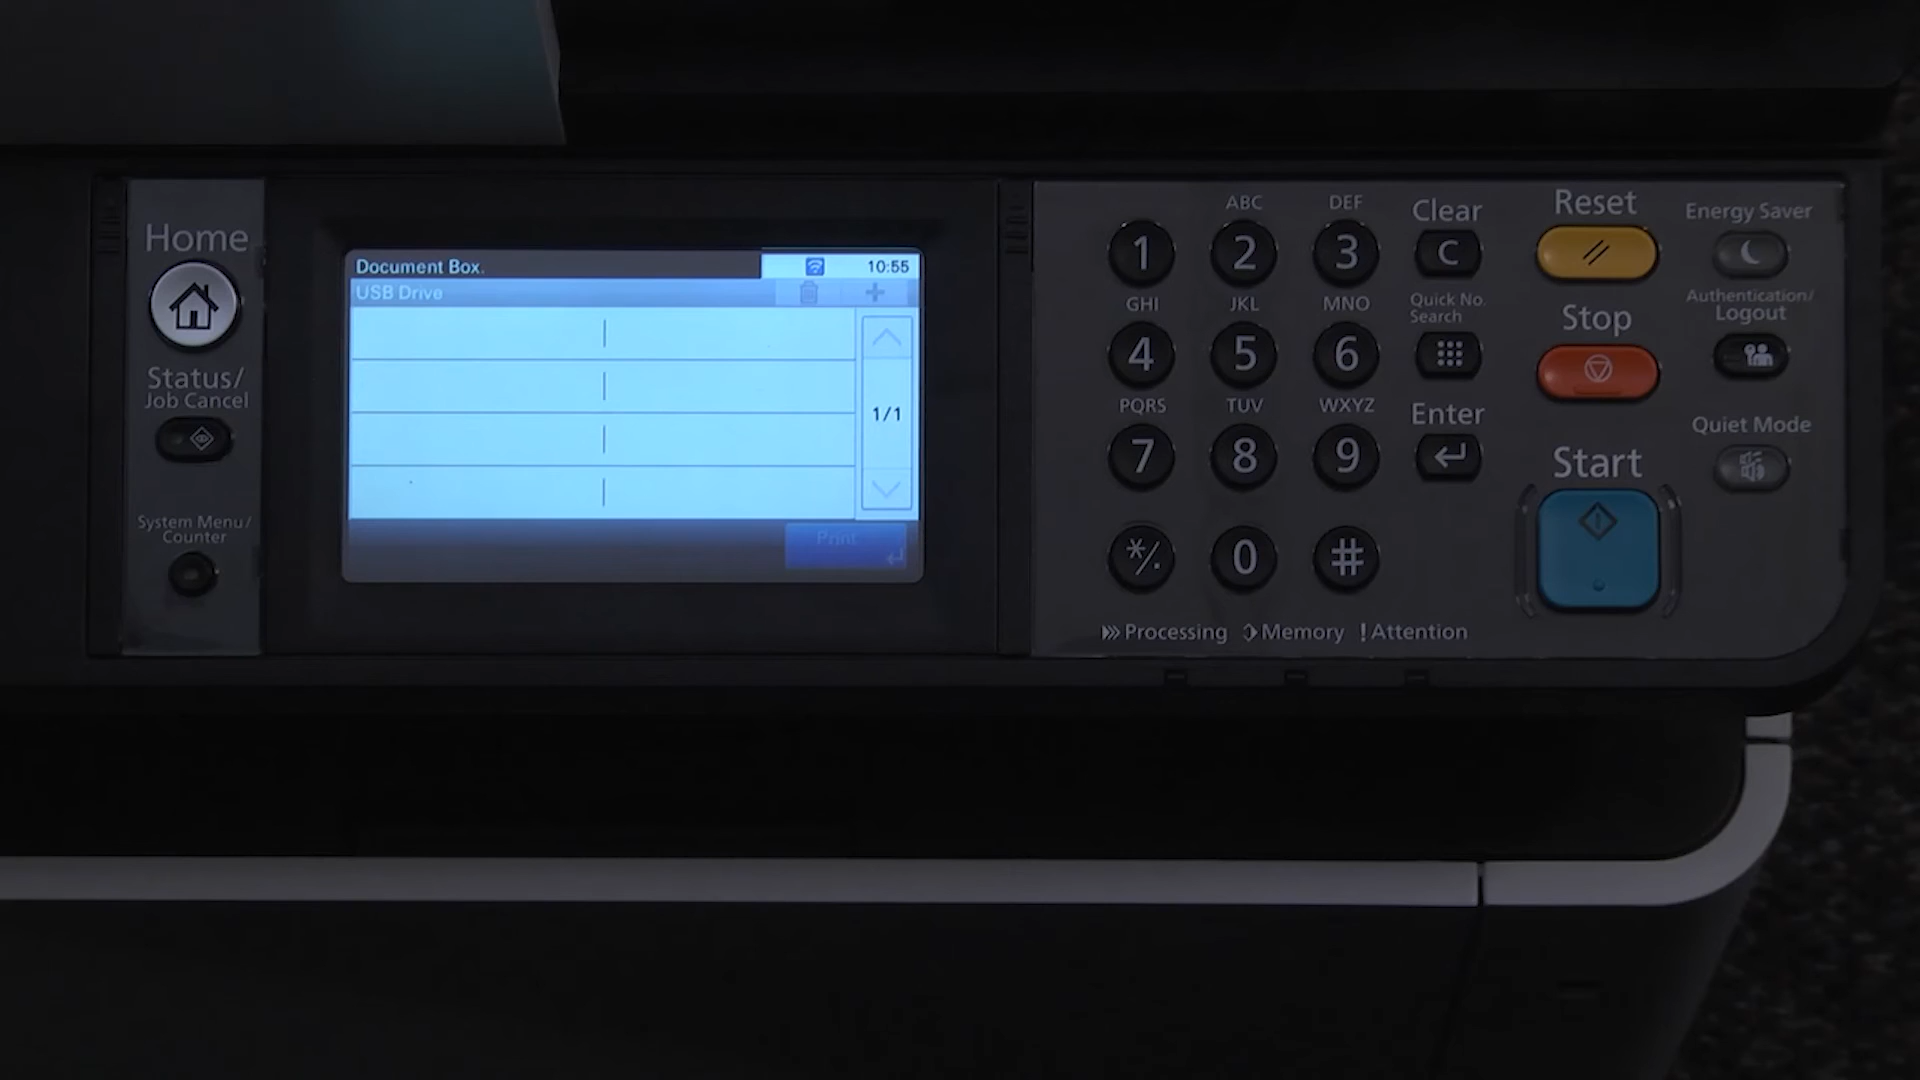 Home
Status/
Job Cancel
System Menu/
Counter
Document Box.
10:55
USB Drive
1/1
Print
ABC
DEF
1
2
3
GHI
JKL
MNO
4
5
6
PQRS
TUV
WXYZ
7
8
9
*/.
0
#
Clear
C
Quick No.
Search
Enter
Reset
Stop
Start
Energy Saver
Authentication/
Logout
Quiet Mode
Processing
Memory
!Attention